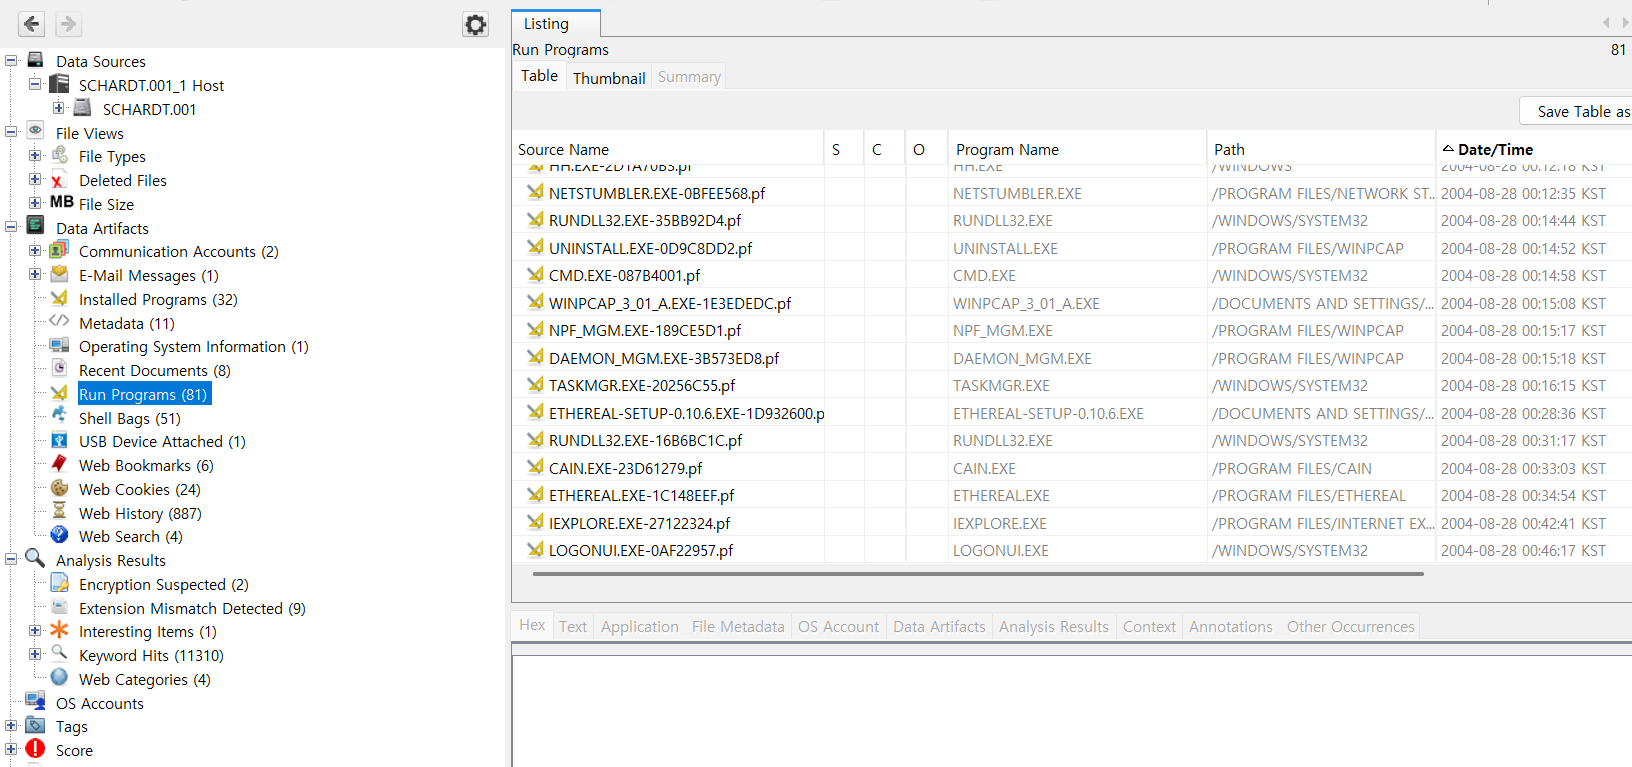 Data Sources
SCHARDT.001_1 Host
SCHARDT.001
File Views
File Types
Deleted Files
MB File Size
Data Artifacts
Communication Accounts (2)
E-Mail Messages (1)
Installed Programs (32)
Metadata (11)
Operating System Information (1)
Recent Documents (8)
Run Programs (81)
Shell Bags (51)
USB Device Attached (1)
Web Bookmarks (6)
Web Cookies (24)
Web History (887)
Web Search (4)
Analysis Results
Encryption Suspected (2)
Extension Mismatch Detected (9)
Interesting Items (1)
Keyword Hits (11310)
Web Categories (4)
OS Accounts
Tags
Score
Listing
Run Programs 81
Table Thumbnail Summary
Save Table as
Source Name S C O Program Name Path Date/Time
HH.EXE-2D1A70B3.pf HH.EXE /WINDOWS 2004-08-28 00:12:18 KST
NETSTUMBLER.EXE-0BFEE568.pf NETSTUMBLER.EXE /PROGRAM FILES/NETWORK ST... 2004-08-28 00:12:35 KST
RUNDLL32.EXE-35BB92D4.pf RUNDLL32.EXE /WINDOWS/SYSTEM32 2004-08-28 00:14:44 KST
UNINSTALL.EXE-0D9C8DD2.pf UNINSTALL.EXE /PROGRAM FILES/WINPCAP 2004-08-28 00:14:52 KST
CMD.EXE-087B4001.pf CMD.EXE /WINDOWS/SYSTEM32 2004-08-28 00:14:58 KST
WINPCAP_3_01_A.EXE-1E3EDEDC.pf WINPCAP_3_01_A.EXE /DOCUMENTS AND SETTINGS/... 2004-08-28 00:15:08 KST
NPF_MGM.EXE-189CE5D1.pf NPF_MGM.EXE /PROGRAM FILES/WINPCAP 2004-08-28 00:15:17 KST
DAEMON_MGM.EXE-3B573ED8.pf DAEMON_MGM.EXE /PROGRAM FILES/WINPCAP 2004-08-28 00:15:18 KST
TASKMGR.EXE-20256C55.pf TASKMGR.EXE /WINDOWS/SYSTEM32 2004-08-28 00:16:15 KST
ETHEREAL-SETUP-0.10.6.EXE-1D932600.p ETHEREAL-SETUP-0.10.6.EXE /DOCUMENTS AND SETTINGS/... 2004-08-28 00:28:36 KST
RUNDLL32.EXE-16B6BC1C.pf RUNDLL32.EXE /WINDOWS/SYSTEM32 2004-08-28 00:31:17 KST
CAIN.EXE-23D61279.pf CAIN.EXE /PROGRAM FILES/CAIN 2004-08-28 00:33:03 KST
ETHEREAL.EXE-1C148EEF.pf ETHEREAL.EXE /PROGRAM FILES/ETHEREAL 2004-08-28 00:34:54 KST
IEXPLORE.EXE-27122324.pf IEXPLORE.EXE /PROGRAM FILES/INTERNET EX... 2004-08-28 00:42:41 KST
LOGONUI.EXE-0AF22957.pf LOGONUI.EXE /WINDOWS/SYSTEM32 2004-08-28 00:46:17 KST
Hex Text Application File Metadata OS Account Data Artifacts Analysis Results Context Annotations Other Occurrences